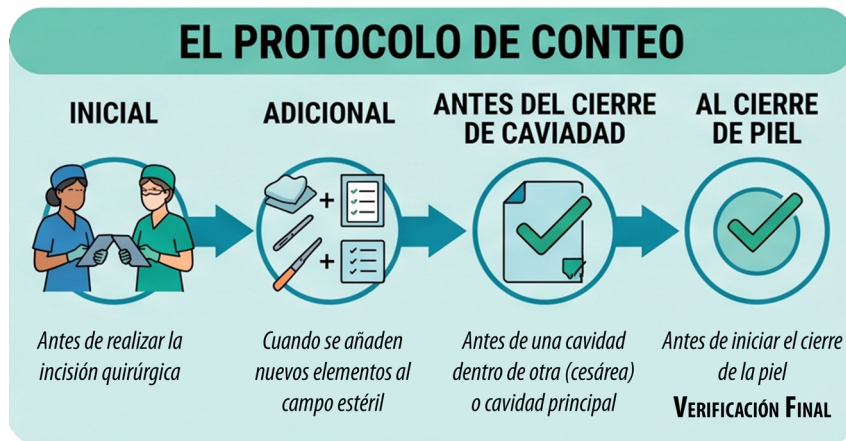 EL PROTOCOLO DE CONTEO
INICIAL
Antes de realizar la
incisión quirúrgica
ADICIONAL
Cuando se añaden
nuevos elementos al
campo estéril
ANTES DEL CIERRE
DE CAVIADAD
Antes de una cavidad
dentro de otra (cesárea)
o cavidad principal
AL CIERRE
DE PIEL
Antes de iniciar el cierre
de la piel
VERIFICACIÓN FINAL